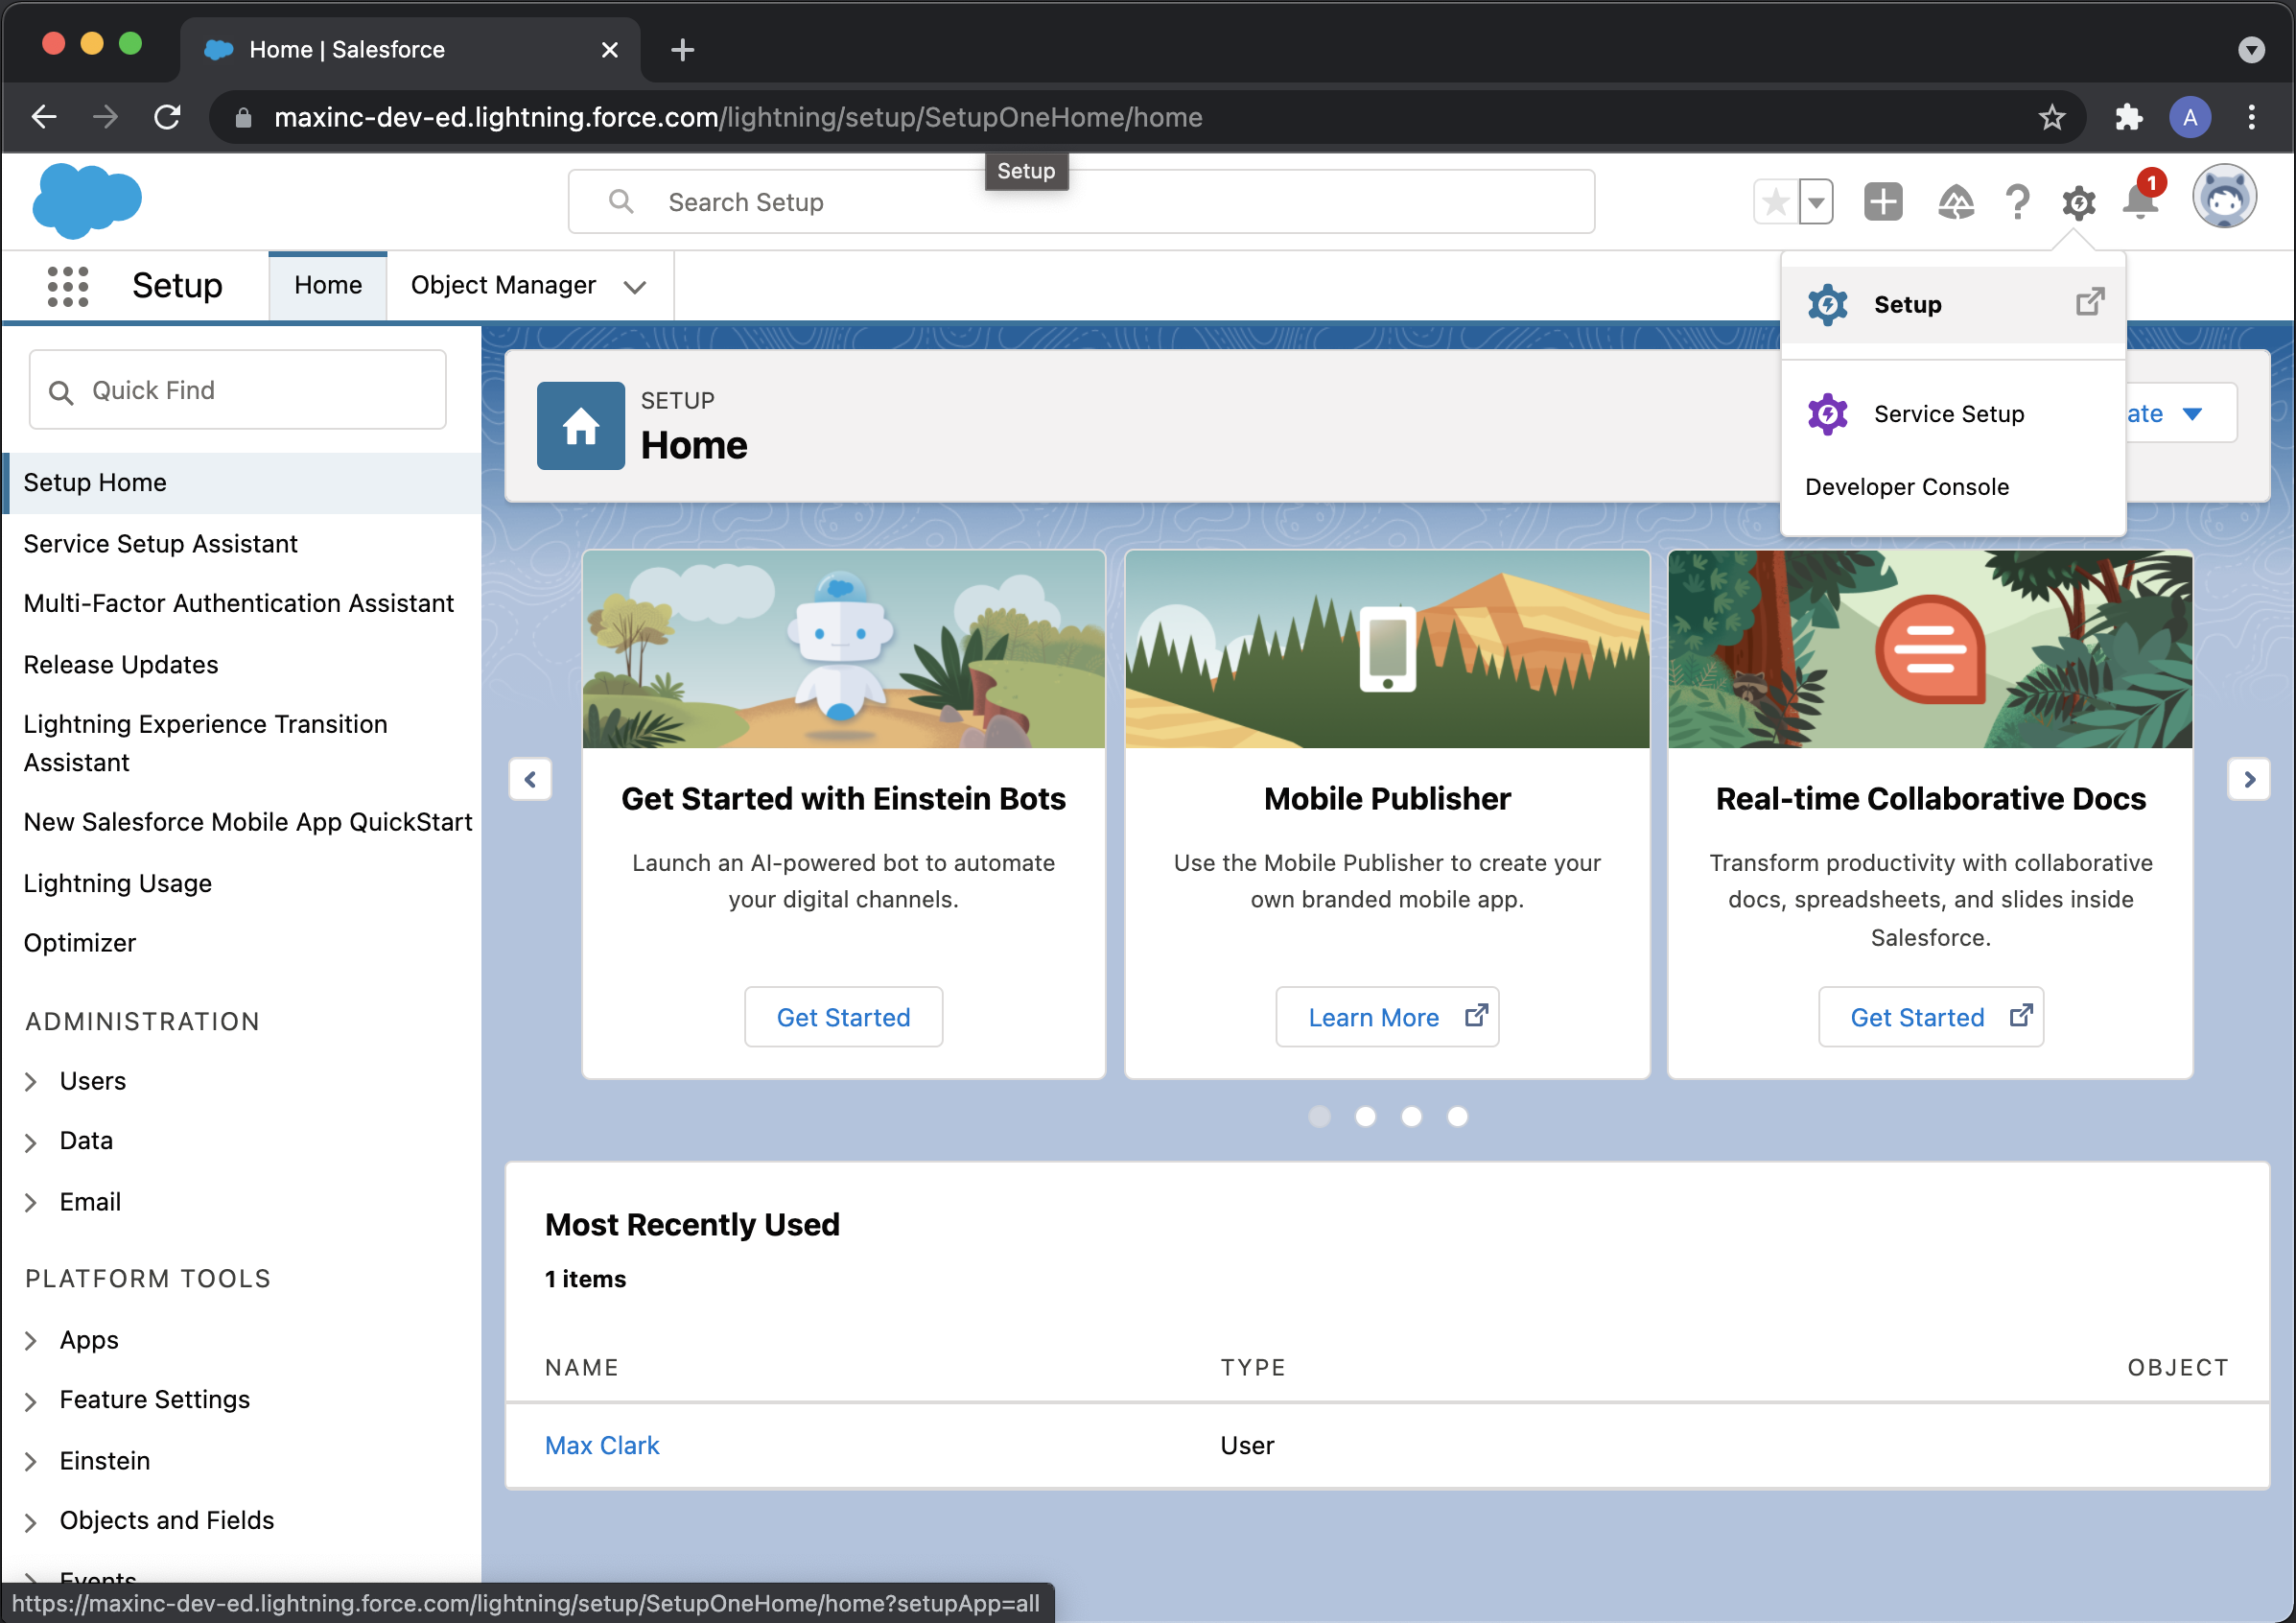 Home | Salesforce
maxinc-dev-ed.lightning.force.com/lightning/setup/SetupOneHome/home
A
Setup
Search Setup
1
Setup
Home
Object Manager
Setup
Service Setup
Developer Console
Quick Find
Setup Home
Service Setup Assistant
Multi-Factor Authentication Assistant
Release Updates
Lightning Experience Transition
Assistant
New Salesforce Mobile App QuickStart
Lightning Usage
Optimizer
ADMINISTRATION
Users
Data
Email
PLATFORM TOOLS
Apps
Feature Settings
Einstein
Objects and Fields
Events
SETUP
Home
ate
Get Started with Einstein Bots
Launch an AI-powered bot to automate
your digital channels.
Get Started
Mobile Publisher
Use the Mobile Publisher to create your
own branded mobile app.
Learn More
Real-time Collaborative Docs
Transform productivity with collaborative
docs, spreadsheets, and slides inside
Salesforce.
Get Started
Most Recently Used
1 items
NAME TYPE OBJECT
Max Clark User
https://maxinc-dev-ed.lightning.force.com/lightning/setup/SetupOneHome/home?setupApp=all